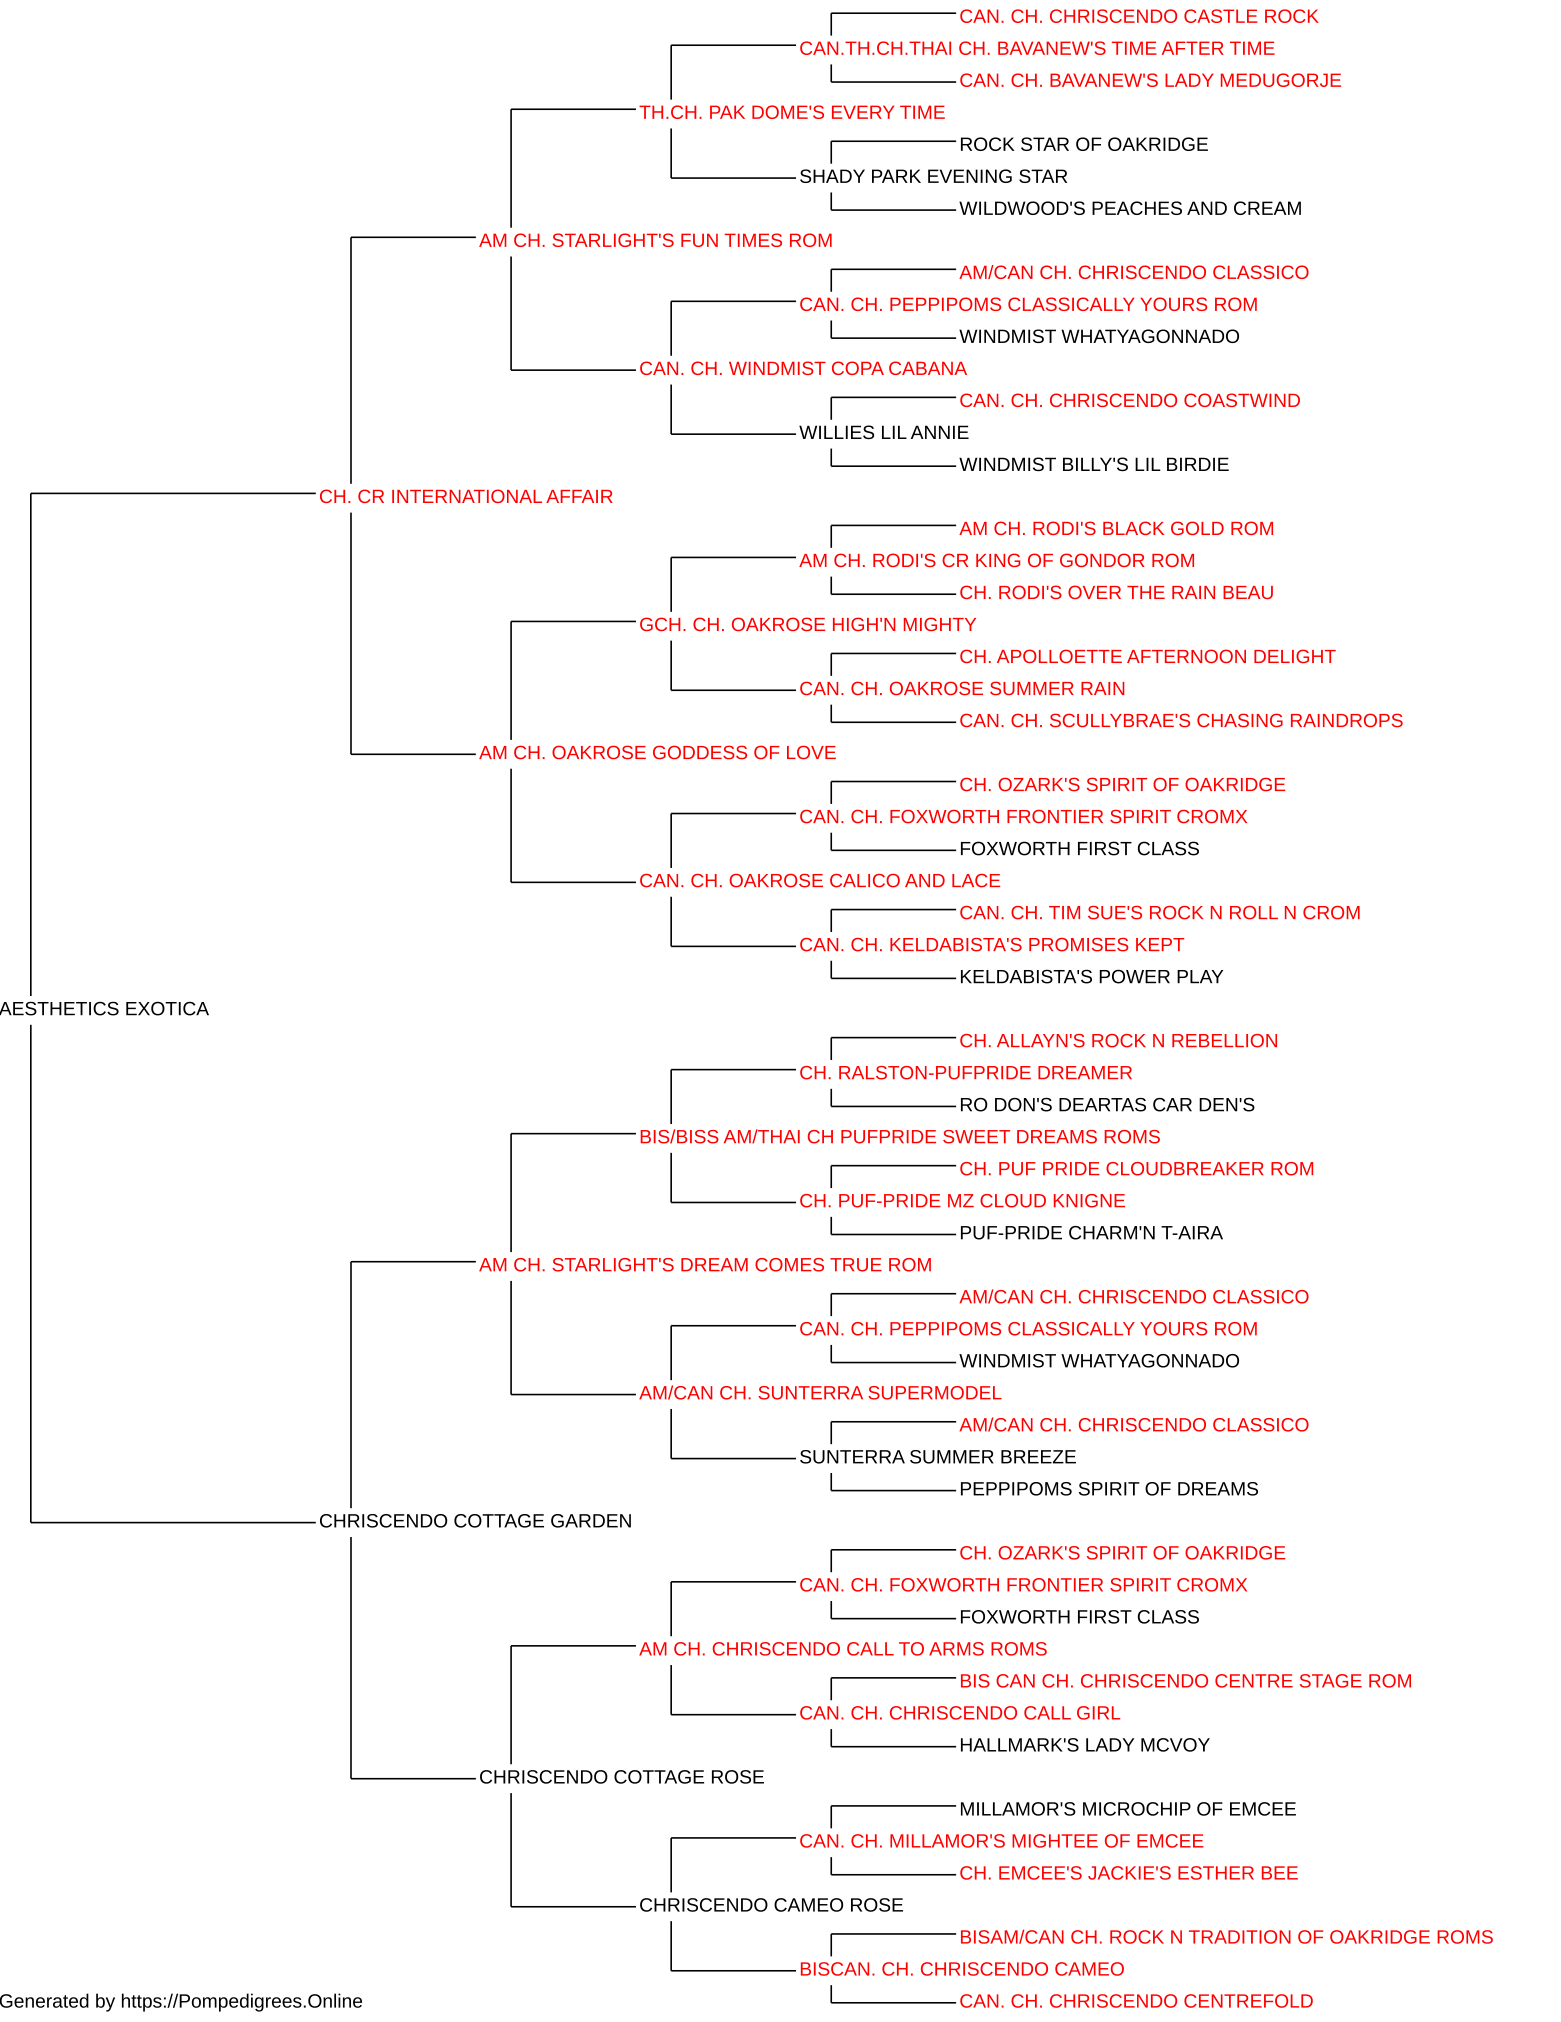 CAN. CH. CHRISCENDO CASTLE ROCK
CAN.TH.CH.THAI CH. BAVANEW'S TIME AFTER TIME
CAN. CH. BAVANEW'S LADY MEDUGORJE
TH.CH. PAK DOME'S EVERY TIME
ROCK STAR OF OAKRIDGE
SHADY PARK EVENING STAR
WILDWOOD'S PEACHES AND CREAM
AM CH. STARLIGHT'S FUN TIMES ROM
AM/CAN CH. CHRISCENDO CLASSICO
CAN. CH. PEPPIPOMS CLASSICALLY YOURS ROM
WINDMIST WHATYAGONNADO
CAN. CH. WINDMIST COPA CABANA
CAN. CH. CHRISCENDO COASTWIND
WILLIES LIL ANNIE
WINDMIST BILLY'S LIL BIRDIE
CH. CR INTERNATIONAL AFFAIR
AM CH. RODI'S BLACK GOLD ROM
AM CH. RODI'S CR KING OF GONDOR ROM
CH. RODI'S OVER THE RAIN BEAU
GCH. CH. OAKROSE HIGH'N MIGHTY
CH. APOLLOETTE AFTERNOON DELIGHT
CAN. CH. OAKROSE SUMMER RAIN
CAN. CH. SCULLYBRAE'S CHASING RAINDROPS
AM CH. OAKROSE GODDESS OF LOVE
CH. OZARK'S SPIRIT OF OAKRIDGE
CAN. CH. FOXWORTH FRONTIER SPIRIT CROMX
FOXWORTH FIRST CLASS
CAN. CH. OAKROSE CALICO AND LACE
CAN. CH. TIM SUE'S ROCK N ROLL N CROM
CAN. CH. KELDABISTA'S PROMISES KEPT
KELDABISTA'S POWER PLAY
AESTHETICS EXOTICA
CH. ALLAYN'S ROCK N REBELLION
CH. RALSTON-PUFPRIDE DREAMER
RO DON'S DEARTAS CAR DEN'S
BIS/BISS AM/THAI CH PUFPRIDE SWEET DREAMS ROMS
CH. PUF PRIDE CLOUDBREAKER ROM
CH. PUF-PRIDE MZ CLOUD KNIGNE
PUF-PRIDE CHARM'N T-AIRA
AM CH. STARLIGHT'S DREAM COMES TRUE ROM
AM/CAN CH. CHRISCENDO CLASSICO
CAN. CH. PEPPIPOMS CLASSICALLY YOURS ROM
WINDMIST WHATYAGONNADO
AM/CAN CH. SUNTERRA SUPERMODEL
AM/CAN CH. CHRISCENDO CLASSICO
SUNTERRA SUMMER BREEZE
PEPPIPOMS SPIRIT OF DREAMS
CHRISCENDO COTTAGE GARDEN
CH. OZARK'S SPIRIT OF OAKRIDGE
CAN. CH. FOXWORTH FRONTIER SPIRIT CROMX
FOXWORTH FIRST CLASS
AM CH. CHRISCENDO CALL TO ARMS ROMS
BIS CAN CH. CHRISCENDO CENTRE STAGE ROM
CAN. CH. CHRISCENDO CALL GIRL
HALLMARK'S LADY MCVOY
CHRISCENDO COTTAGE ROSE
MILLAMOR'S MICROCHIP OF EMCEE
CAN. CH. MILLAMOR'S MIGHTEE OF EMCEE
CH. EMCEE'S JACKIE'S ESTHER BEE
CHRISCENDO CAMEO ROSE
BISAM/CAN CH. ROCK N TRADITION OF OAKRIDGE ROMS
BISCAN. CH. CHRISCENDO CAMEO
CAN. CH. CHRISCENDO CENTREFOLD
Generated by https://Pompedigrees.Online